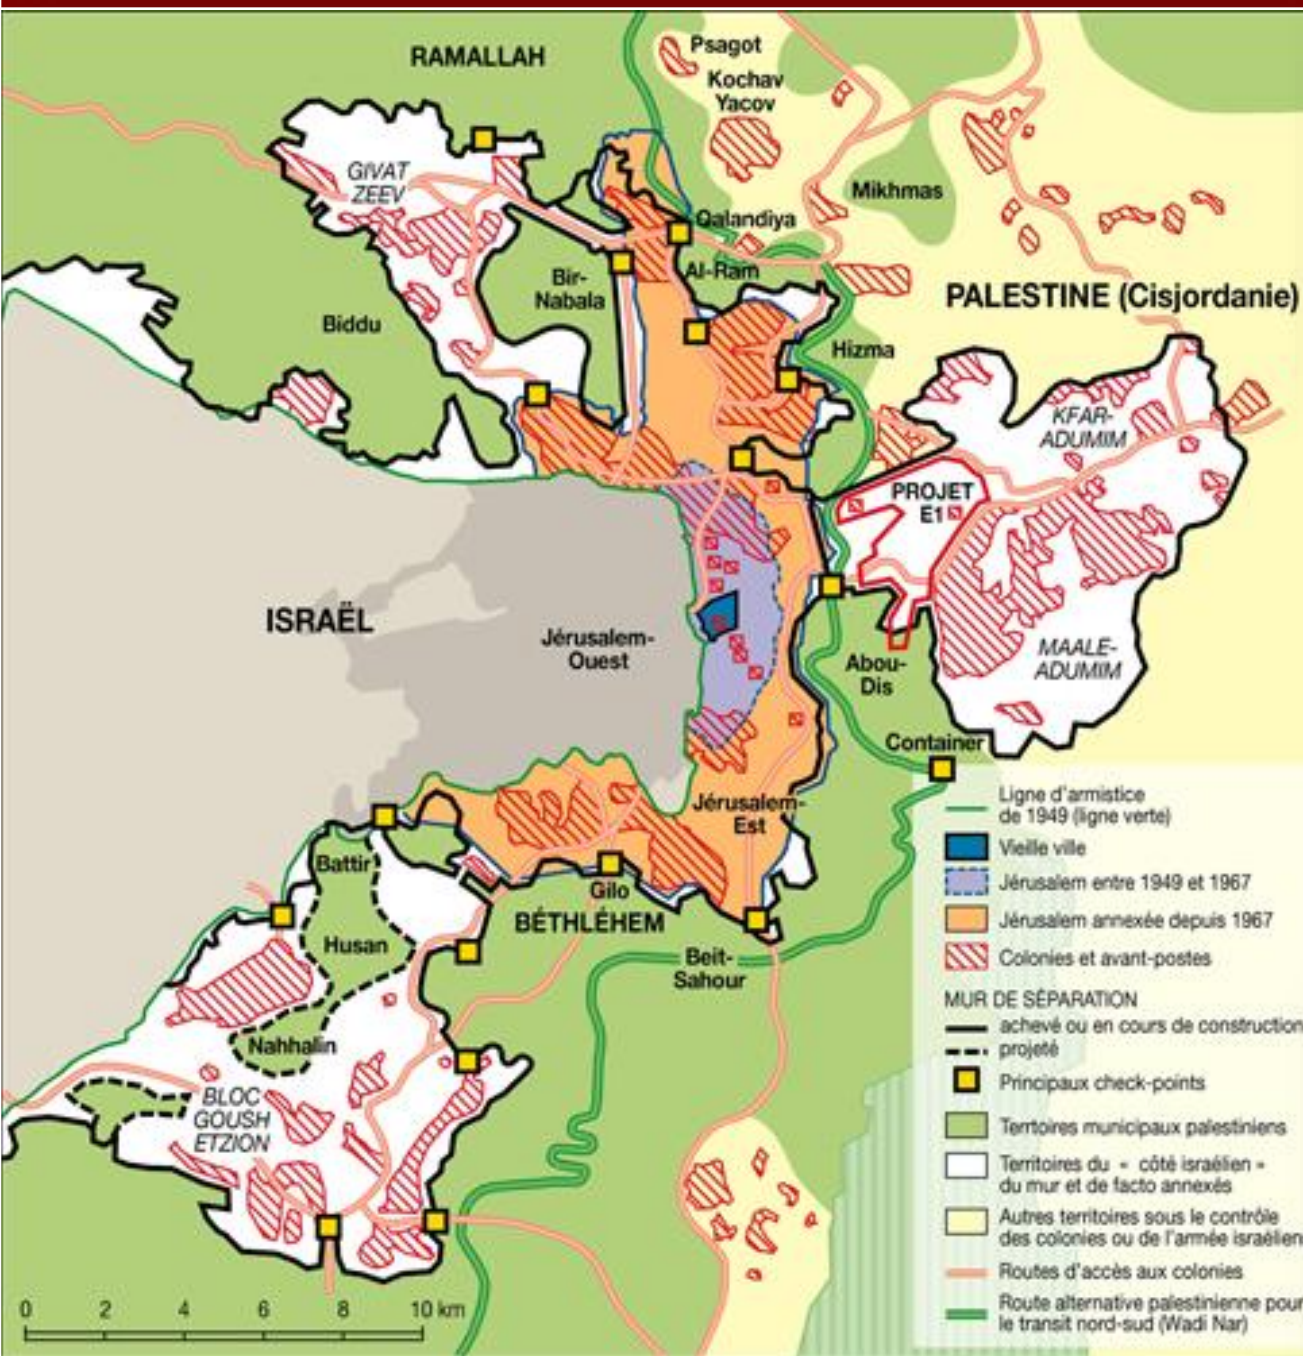 RAMALLAH
Psagot
Kochav
Yacov
GIVAT
ZEEV
Mikhmas
Qalandiya
Bir-
Nabala
Al-Ram
PALESTINE (Cisjordanie)
Biddu
Hizma
KFAR-
ADUMIM
PROJET
E1
ISRAËL
Jérusalem-
Ouest
Abou-
Dis
MAALE-
ADUMIM
Container
Jérusalem-
Est
Battir
Gilo
BÉTHLÉHEM
Husan
Beit-
Sahour
Nahhalin
BLOC
GOUSH
ETZION
Ligne d'armistice
de 1949 (ligne verte)
Vieille ville
Jérusalem entre 1949 et 1967
Jérusalem annexée depuis 1967
Colonies et avant-postes
MUR DE SÉPARATION
achevé ou en cours de construction
projeté
Principaux check-points
Terrtoires municipaux palestiniens
Territoires du « côté israélien »
du mur et de facto annexés
Autres territoires sous le contrôle
des colonies ou de l'armée israélien
Routes d'accès aux colonies
Route alternative palestinienne pour
le transit nord-sud (Wadi Nar)
0 2 4 6 8 10 km